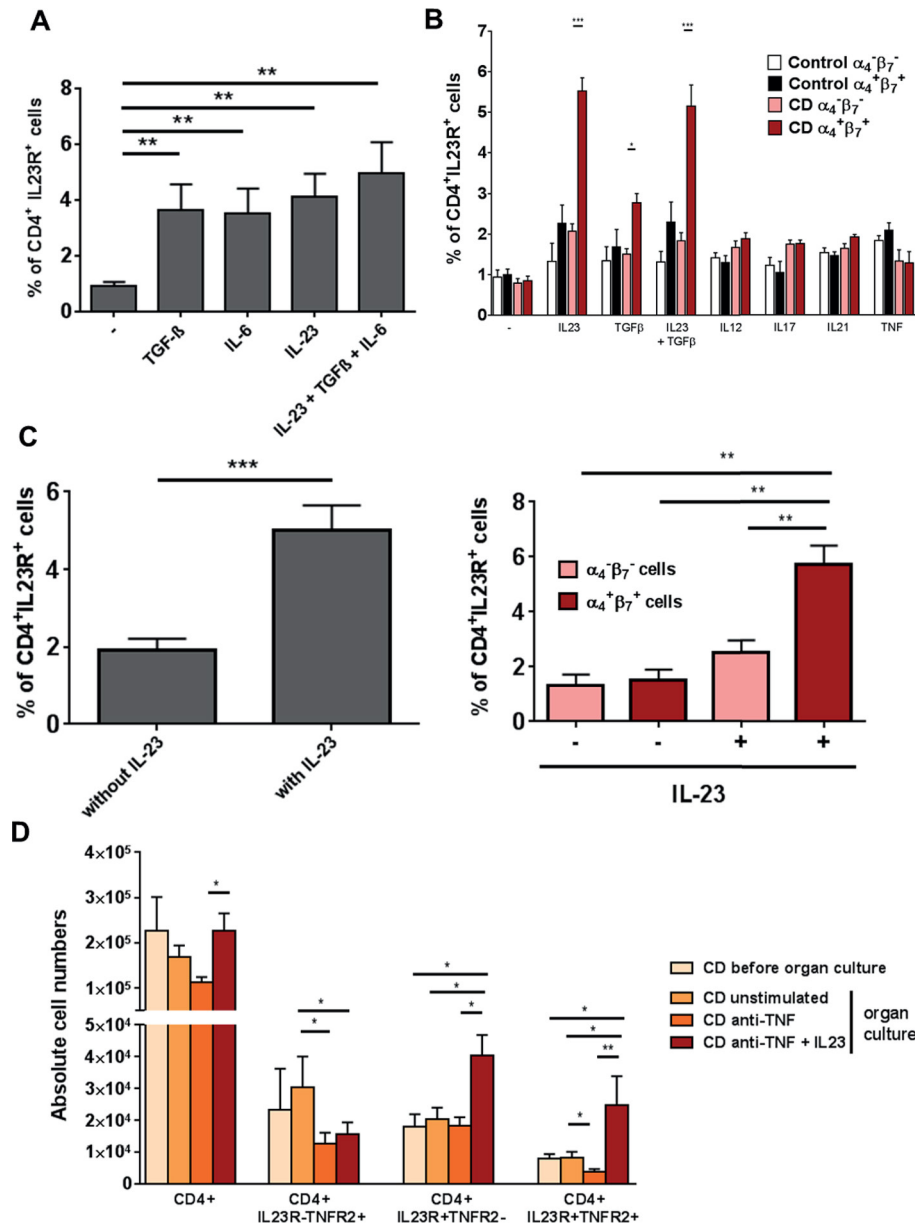 A
% of CD4+ IL23R+ cells
8
6
4
2
0
**
**
**
**
-
TGF-ß
IL-6
IL-23
IL-23 + TGFß + IL-6
B
% of CD4+IL23R+ cells
7
6
5
4
3
2
1
0
***
*
***
Control α4-β7-
Control α4+β7+
CD α4-β7-
CD α4+β7+
-
IL23
TGFβ
IL23
+ TGFβ
IL12
IL17
IL21
TNF
C
% of CD4+IL23R+ cells
6
4
2
0
***
without IL-23
with IL-23
% of CD4+IL23R+ cells
8
6
4
2
0
**
**
**
α4-β7- cells
α4+β7+ cells
- - + +
IL-23
D
Absolute cell numbers
4×10⁵
3×10⁵
2×10⁵
1×10⁵
5×10⁴
4×10⁴
3×10⁴
2×10⁴
1×10⁴
0
*
*
*
*
*
*
*
*
**
*
CD4+
CD4+
IL23R-TNFR2+
CD4+
IL23R+TNFR2-
CD4+
IL23R+TNFR2+
CD before organ culture
CD unstimulated
CD anti-TNF
CD anti-TNF + IL23
organ
culture